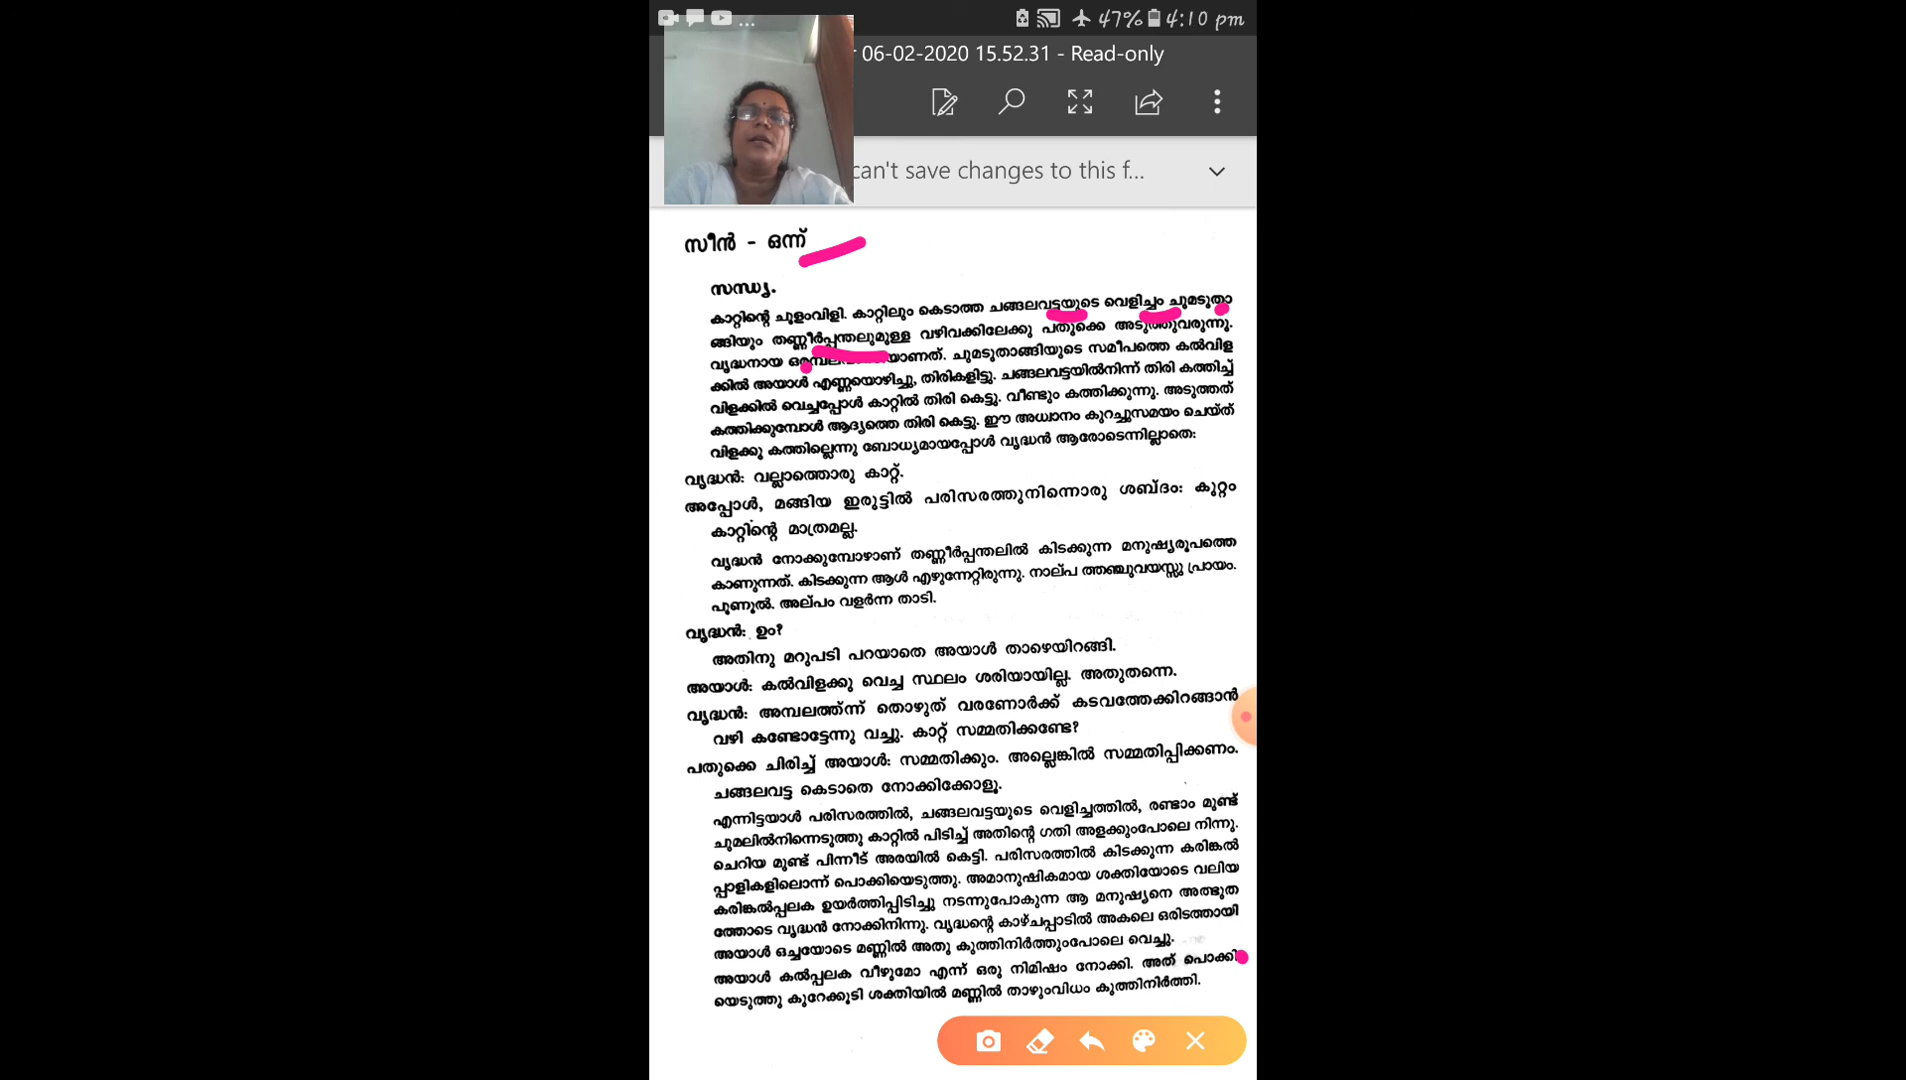 ... 47% 4:10 pm
06-02-2020 15.52.31 - Read-only
can't save changes to this f...
സീൻ - ഒന്ന്
സന്ധ്യ.
കാറ്റിന്റെ ചൂളംവിളി. കാറ്റിലും കെടാത്ത ചങ്ങലവട്ടയുടെ വെളിച്ചം ചുമടുതാ
ങ്ങിയും തണ്ണീർപ്പന്തലുമുള്ള വഴിവക്കിലേക്കു പതുക്കെ അടുത്തുവരുന്നു.
വൃദ്ധനായ യാണത്. ചുമടുതാങ്ങിയുടെ സമീപത്തെ കൽവിള
ക്കിൽ അയാൾ എണ്ണയൊഴിച്ചു, തിരികളിട്ടു. ചങ്ങലവട്ടയിൽനിന്ന് തിരി കത്തിച്ച്
വിളക്കിൽ വെച്ചപ്പോൾ കാറ്റിൽ തിരി കെട്ടു. വീണ്ടും കത്തിക്കുന്നു. അടുത്തത്
കത്തിക്കുമ്പോൾ ആദ്യത്തെ തിരി കെട്ടു. ഈ അധ്വാനം കുറച്ചുസമയം ചെയ്ത്
വിളക്കു കത്തില്ലെന്നു ബോധ്യമായപ്പോൾ വൃദ്ധൻ ആരോടെന്നില്ലാതെ:
വൃദ്ധൻ: വല്ലാത്തൊരു കാറ്റ്.
അപ്പോൾ, മങ്ങിയ ഇരുട്ടിൽ പരിസരത്തുനിന്നൊരു ശബ്ദം: കുറ്റം
കാറ്റിന്റെ മാത്രമല്ല.
വൃദ്ധൻ നോക്കുമ്പോഴാണ് തണ്ണീർപ്പന്തലിൽ കിടക്കുന്ന മനുഷ്യരൂപത്തെ
കാണുന്നത്. കിടക്കുന്ന ആൾ എഴുന്നേറ്റിരുന്നു. നാല്പ ത്തഞ്ചുവയസ്സു പ്രായം.
പൂണൂൽ. അല്പം വളർന്ന താടി.
വൃദ്ധൻ: ഉം?
അതിനു മറുപടി പറയാതെ അയാൾ താഴെയിറങ്ങി.
അയാൾ: കൽവിളക്കു വെച്ച സ്ഥലം ശരിയായില്ല. അതുതന്നെ.
വൃദ്ധൻ: അമ്പലത്ത്ന്ന് തൊഴുത് വരണോർക്ക് കടവത്തേക്കിറങ്ങാൻ
വഴി കണ്ടോട്ടേന്നു വച്ചു. കാറ്റ് സമ്മതിക്കണ്ടേ?
പതുക്കെ ചിരിച്ച് അയാൾ: സമ്മതിക്കും. അല്ലെങ്കിൽ സമ്മതിപ്പിക്കണം.
ചങ്ങലവട്ട കെടാതെ നോക്കിക്കോളൂ.
എന്നിട്ടയാൾ പരിസരത്തിൽ, ചങ്ങലവട്ടയുടെ വെളിച്ചത്തിൽ, രണ്ടാം മുണ്ട്
ചുമലിൽനിന്നെടുത്തു കാറ്റിൽ പിടിച്ച് അതിന്റെ ഗതി അളക്കുംപോലെ നിന്നു.
ചെറിയ മുണ്ട് പിന്നീട് അരയിൽ കെട്ടി. പരിസരത്തിൽ കിടക്കുന്ന കരിങ്കൽ
പ്പാളികളിലൊന്ന് പൊക്കിയെടുത്തു. അമാനുഷികമായ ശക്തിയോടെ വലിയ
കരിങ്കൽപ്പലക ഉയർത്തിപ്പിടിച്ചു നടന്നുപോകുന്ന ആ മനുഷ്യനെ അത്ഭുത
ത്തോടെ വൃദ്ധൻ നോക്കിനിന്നു. വൃദ്ധന്റെ കാഴ്ചപ്പാടിൽ അകലെ ഒരിടത്തായി
അയാൾ ഒച്ചയോടെ മണ്ണിൽ അതു കുത്തിനിർത്തുംപോലെ വെച്ചു.
അയാൾ കൽപ്പലക വീഴുമോ എന്ന് ഒരു നിമിഷം നോക്കി. അത് പൊക്കി
യെടുത്തു കുറേക്കൂടി ശക്തിയിൽ മണ്ണിൽ താഴുംവിധം കുത്തിനിർത്തി.